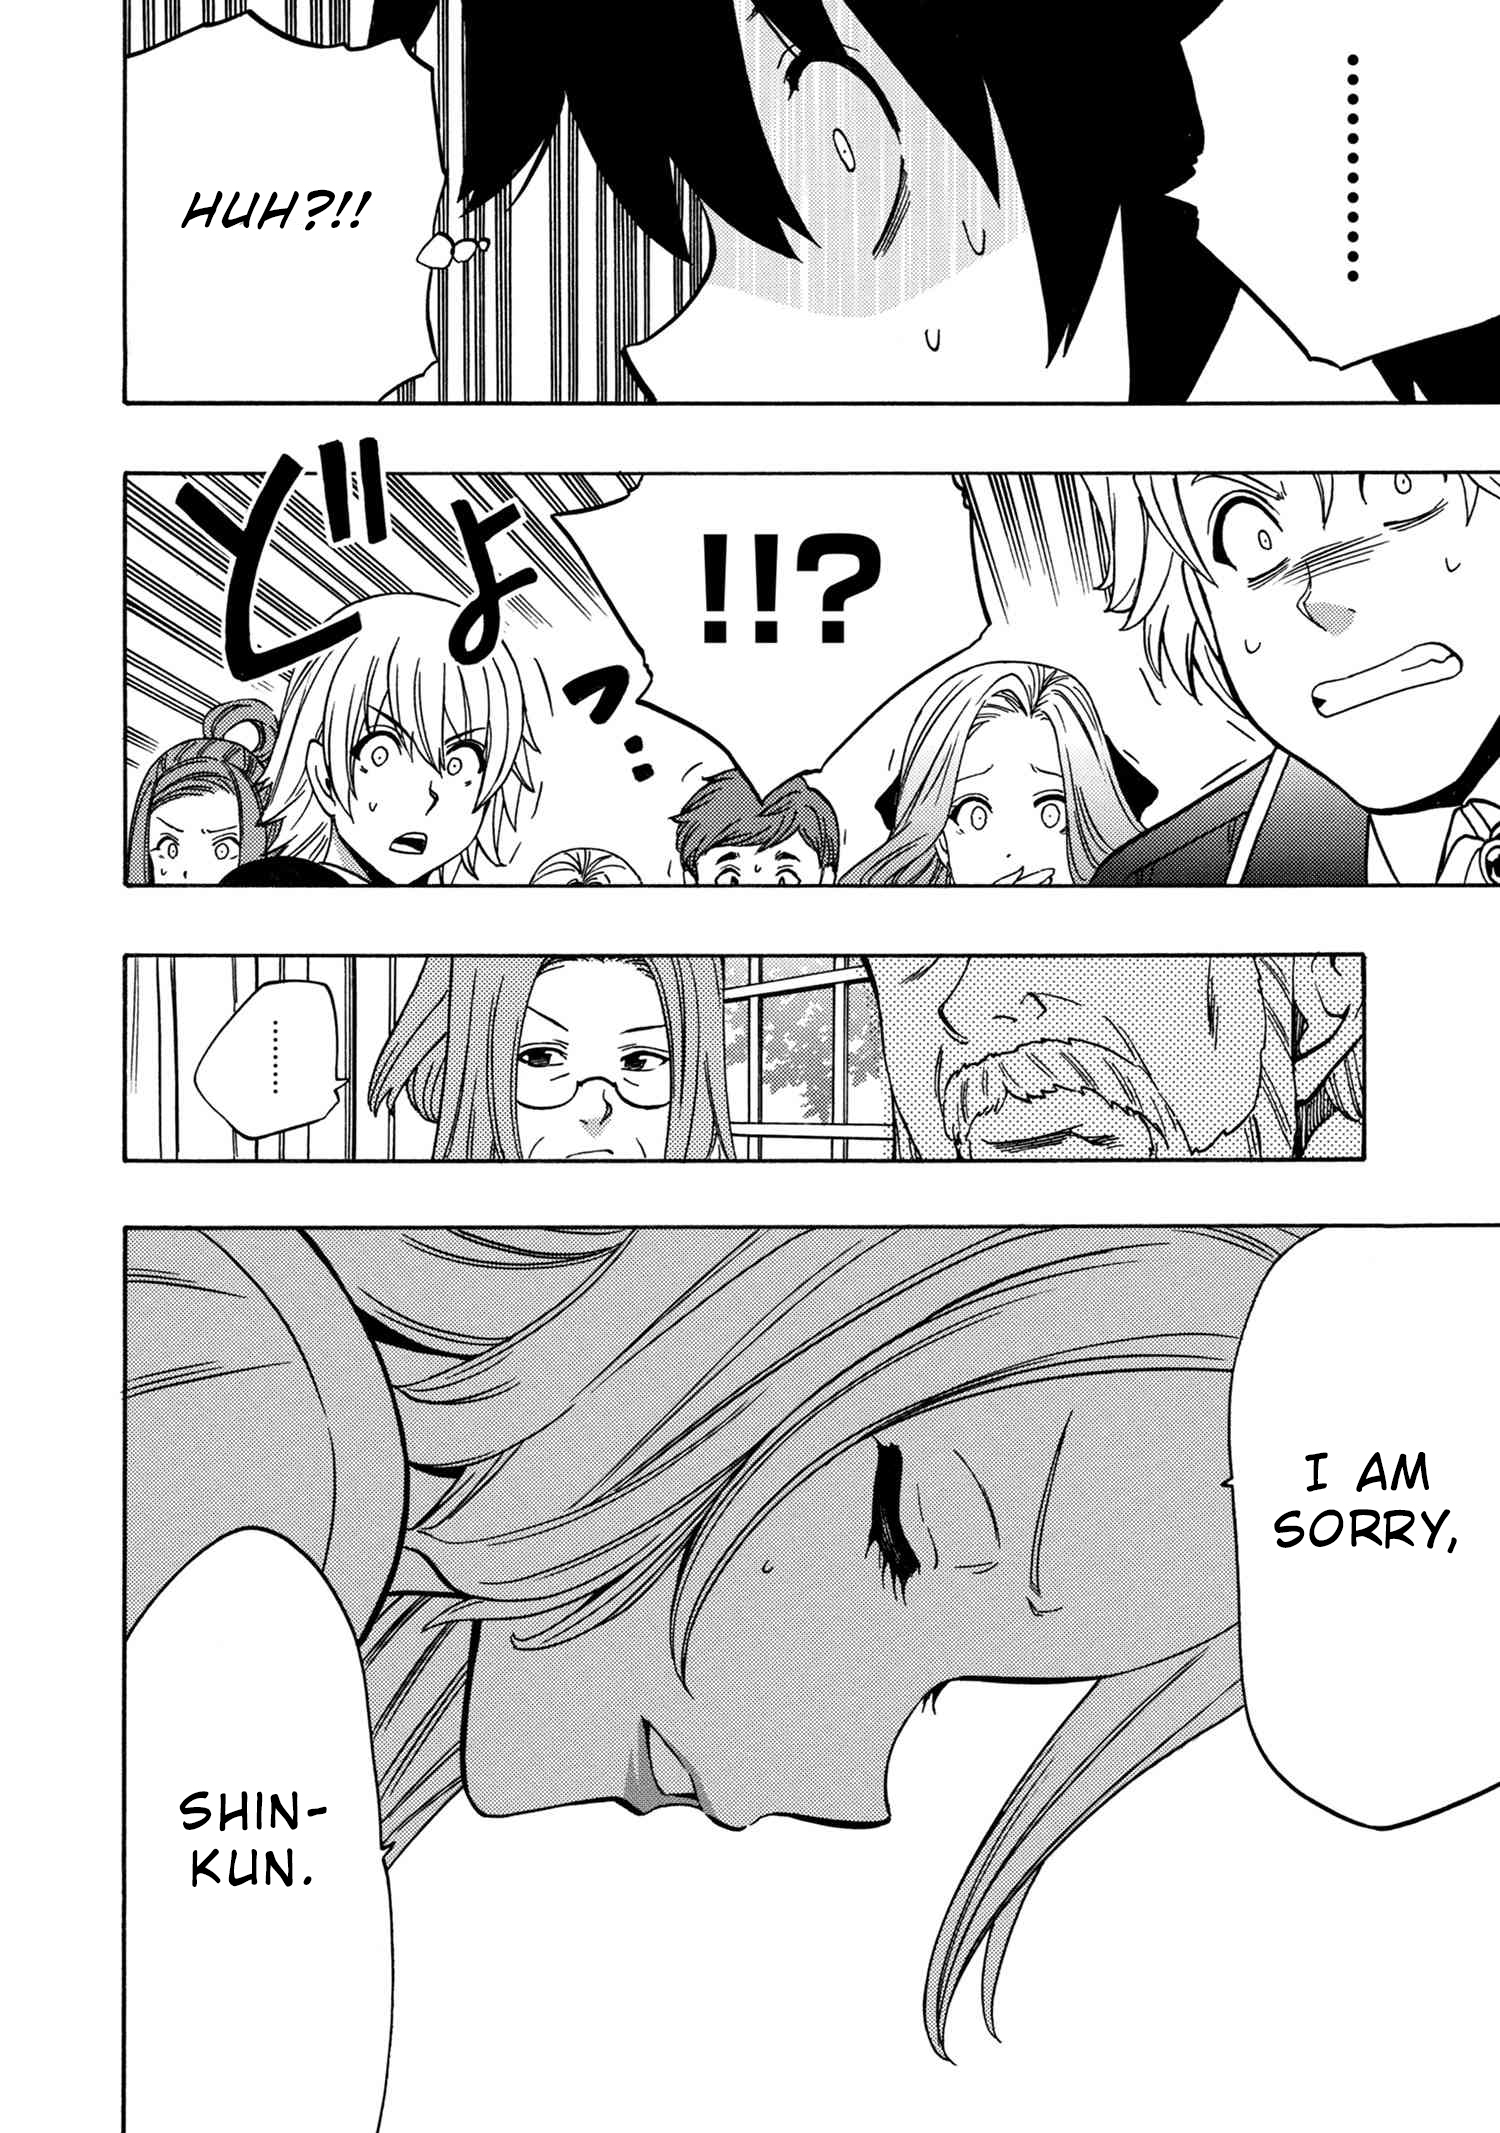 ………
HUH?!!
!!?
どよっ…
………
I AM
SORRY,
SHIN-
KUN.